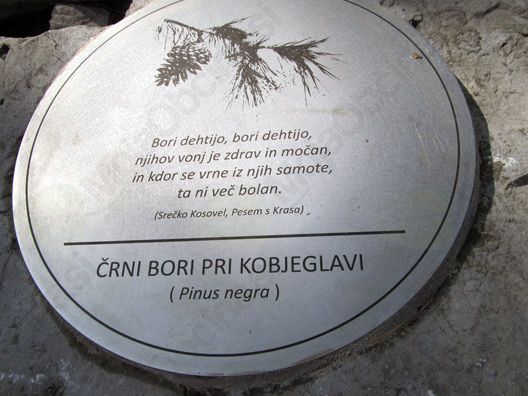 Bori dehtijo, bori dehtijo,
njihov vonj je zdrav in močan,
in kdor se vrne iz njih samote,
ta ni več bolan.
(Srečko Kosovel, Pesem s Krasa)
ČRNI BORI PRI KOBJEGLAVI
( Pinus negra )